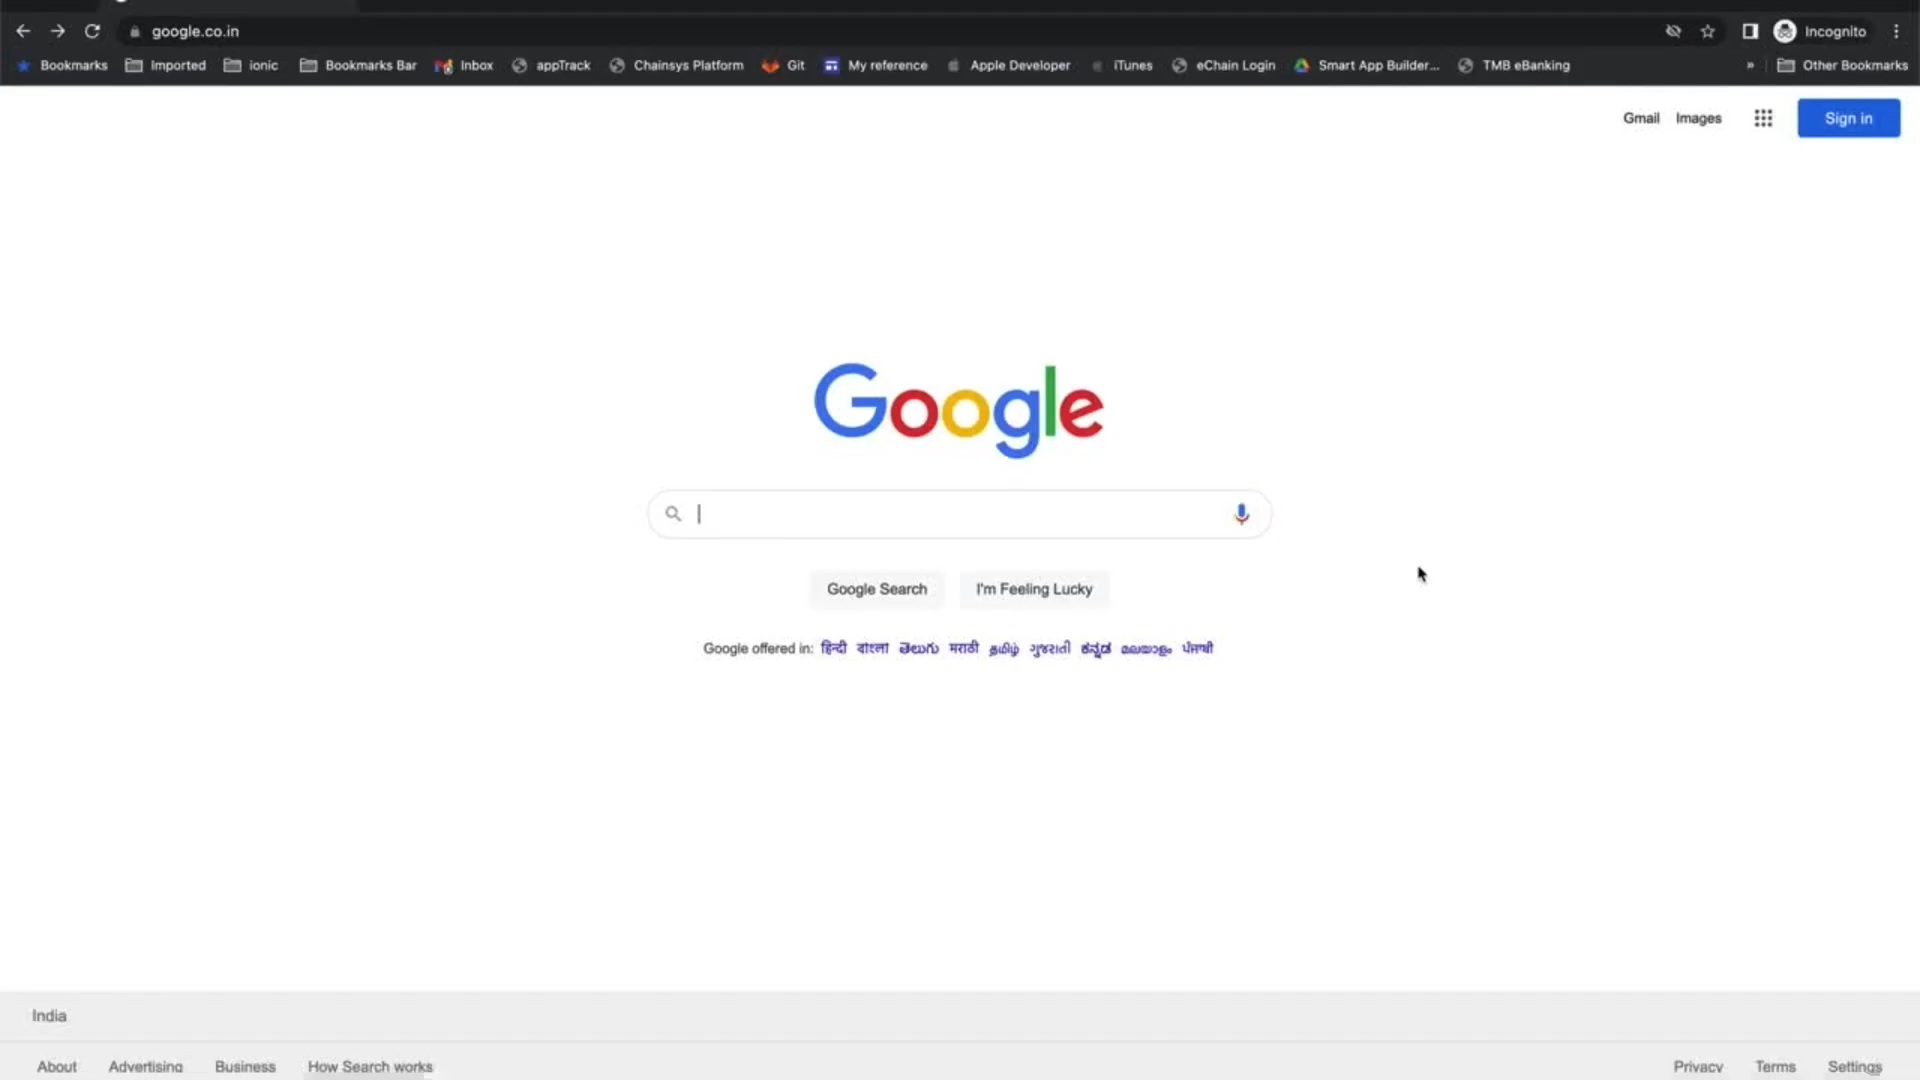 google.co.in Incognito
Bookmarks Imported ionic Bookmarks Bar Inbox appTrack Chainsys Platform Git My reference Apple Developer iTunes eChain Login Smart App Builder... TMB eBanking » Other Bookmarks
Gmail Images Sign in
Google
Google Search I'm Feeling Lucky
Google offered in: हिन्दी বাংলা తెలుగు मराठी தமிழ் ગુજરાતી ಕನ್ನಡ മലയാളം ਪੰਜਾਬੀ
India
About Advertising Business How Search works Privacy Terms Settings